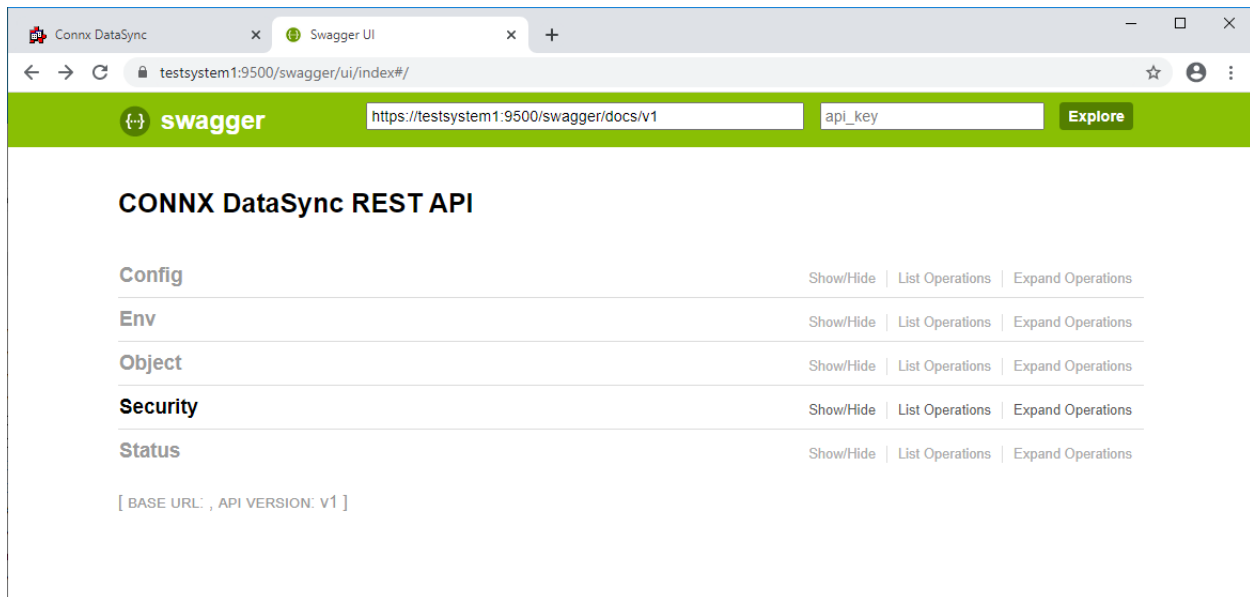 Connx DataSync
Swagger UI
testsystem1:9500/swagger/ui/index#/
{···} swagger https://testsystem1:9500/swagger/docs/v1 api_key Explore
CONNX DataSync REST API
Config Show/Hide List Operations Expand Operations
Env Show/Hide List Operations Expand Operations
Object Show/Hide List Operations Expand Operations
Security Show/Hide List Operations Expand Operations
Status Show/Hide List Operations Expand Operations
[ BASE URL: , API VERSION: V1 ]